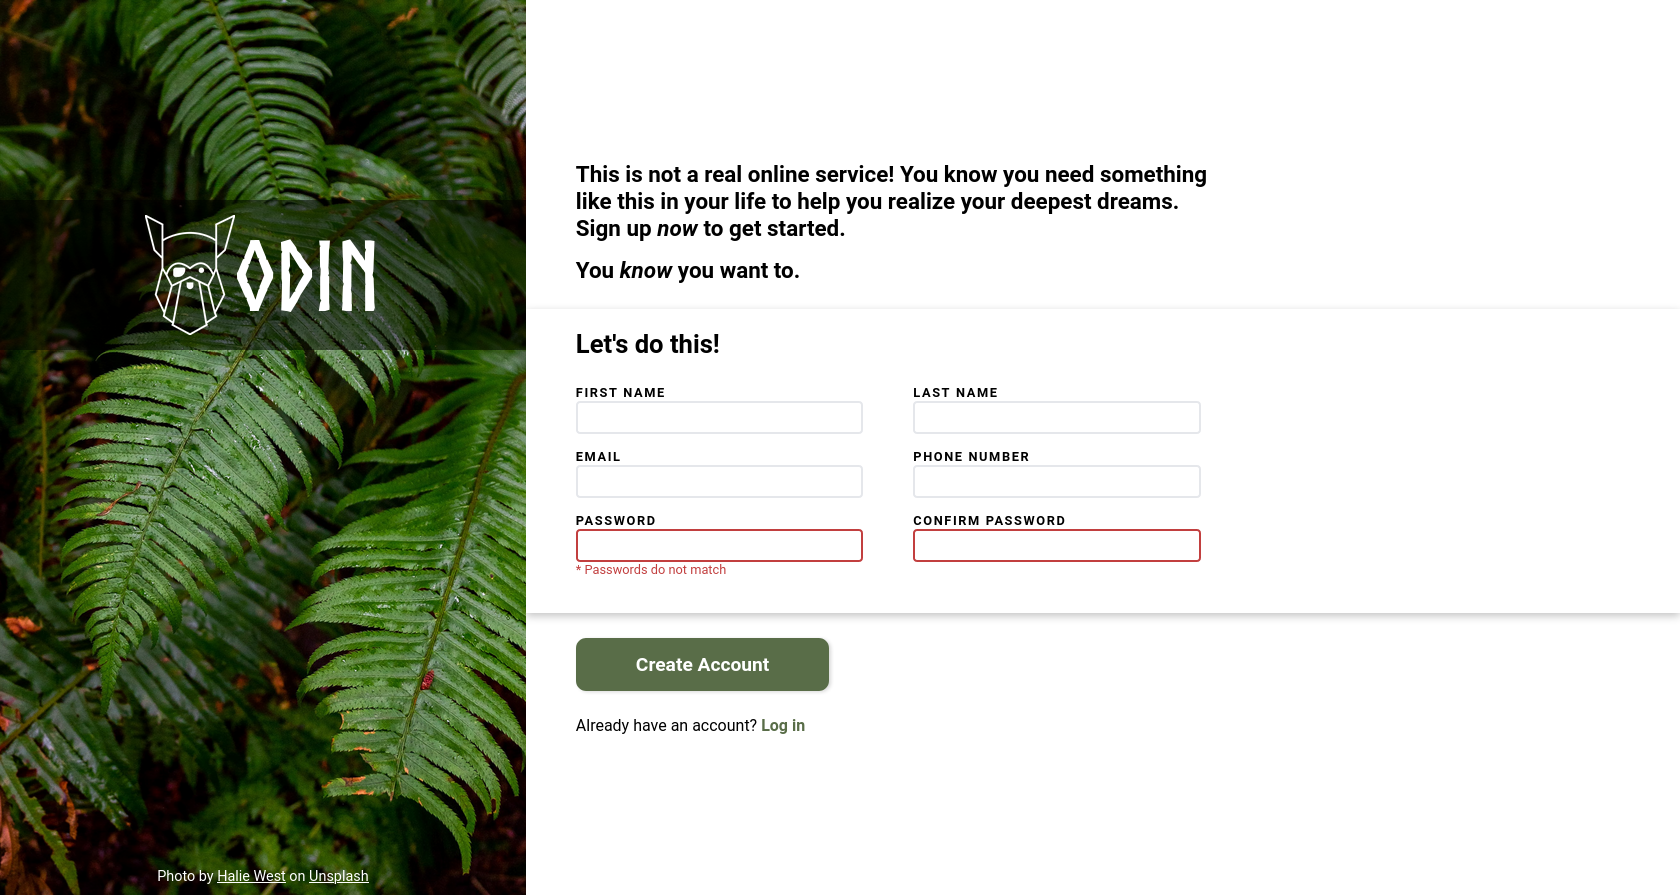 ODIN
Photo by Halie West on Unsplash
This is not a real online service! You know you need something
like this in your life to help you realize your deepest dreams.
Sign up now to get started.
You know you want to.
Let's do this!
FIRST NAME
LAST NAME
EMAIL
PHONE NUMBER
PASSWORD
CONFIRM PASSWORD
* Passwords do not match
Create Account
Already have an account? Log in